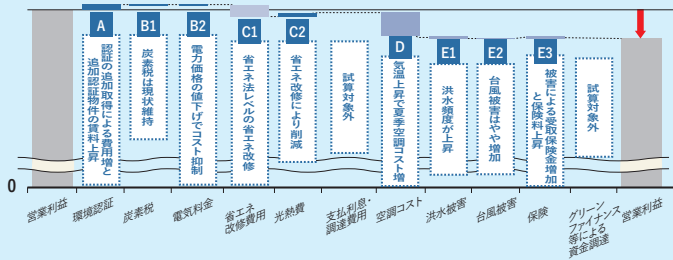 A
認証の追加取得による費用増と
追加認証物件の賃料上昇
B1
炭素税は現状
維持
B2
電力価格の値下げでコスト抑制
C1
省エネ法レベルの省エネ改修
C2
省エネ改修により削減
試算対象外
D
気温上昇で夏季空調コスト増
E1
洪水頻度が上昇
E2
台風被害はやや増加
E3
被害による受取保険金増加
と保険料上昇
試算対象外
0
営業利益
環境認証
炭素税
電気料金
省エネ
改修費用
光熱費
支払利息・
調達費用
空調コスト
洪水被害
台風被害
保険
グリーン
ファイナンス
等による
資金調達
営業利益